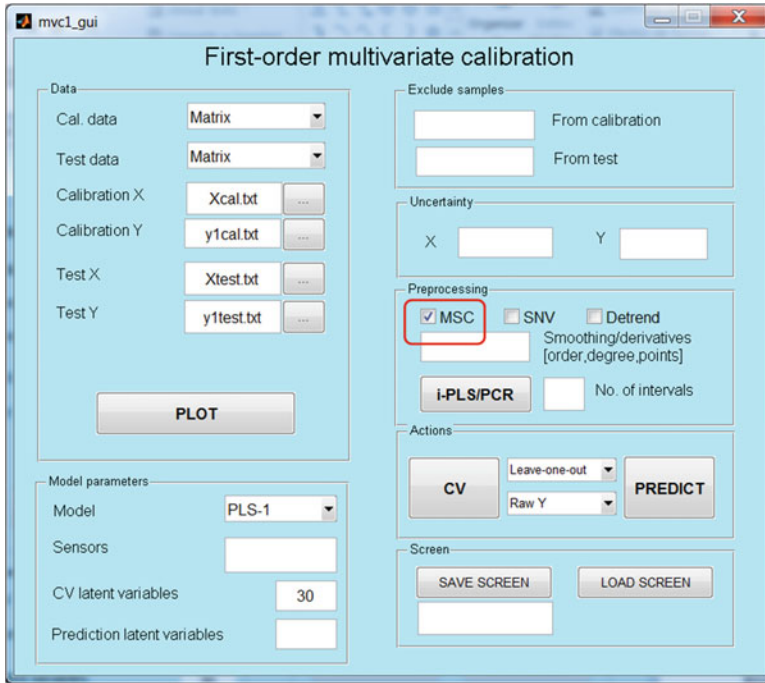 mvc1_gui
First-order multivariate calibration
Data
Cal. data
Matrix
Test data
Matrix
Calibration X
Xcal.txt
...
Calibration Y
y1cal.txt
...
Test X
Xtest.txt
...
Test Y
y1test.txt
...
PLOT
Model parameters
Model
PLS-1
Sensors
CV latent variables
30
Prediction latent variables
Exclude samples
From calibration
From test
Uncertainty
X
Y
Preprocessing
MSC
SNV
Detrend
Smoothing/derivatives
[order,degree,points]
i-PLS/PCR
No. of intervals
Actions
CV
Leave-one-out
Raw Y
PREDICT
Screen
SAVE SCREEN
LOAD SCREEN